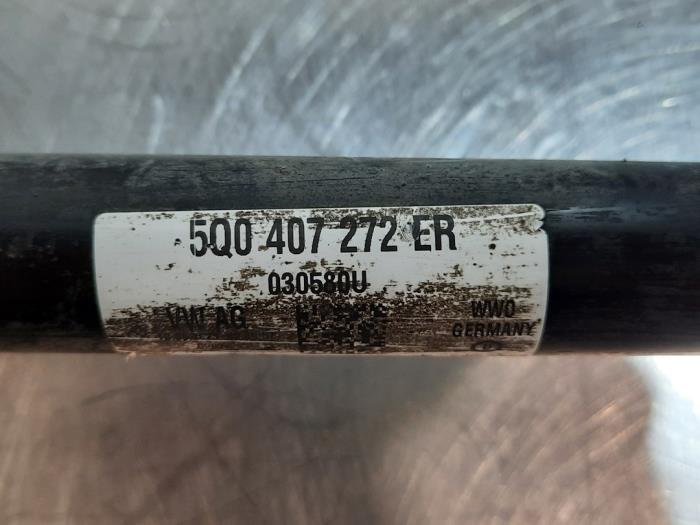 5Q0 407 272 ER
030580U
VW AG
WWO
GERMANY